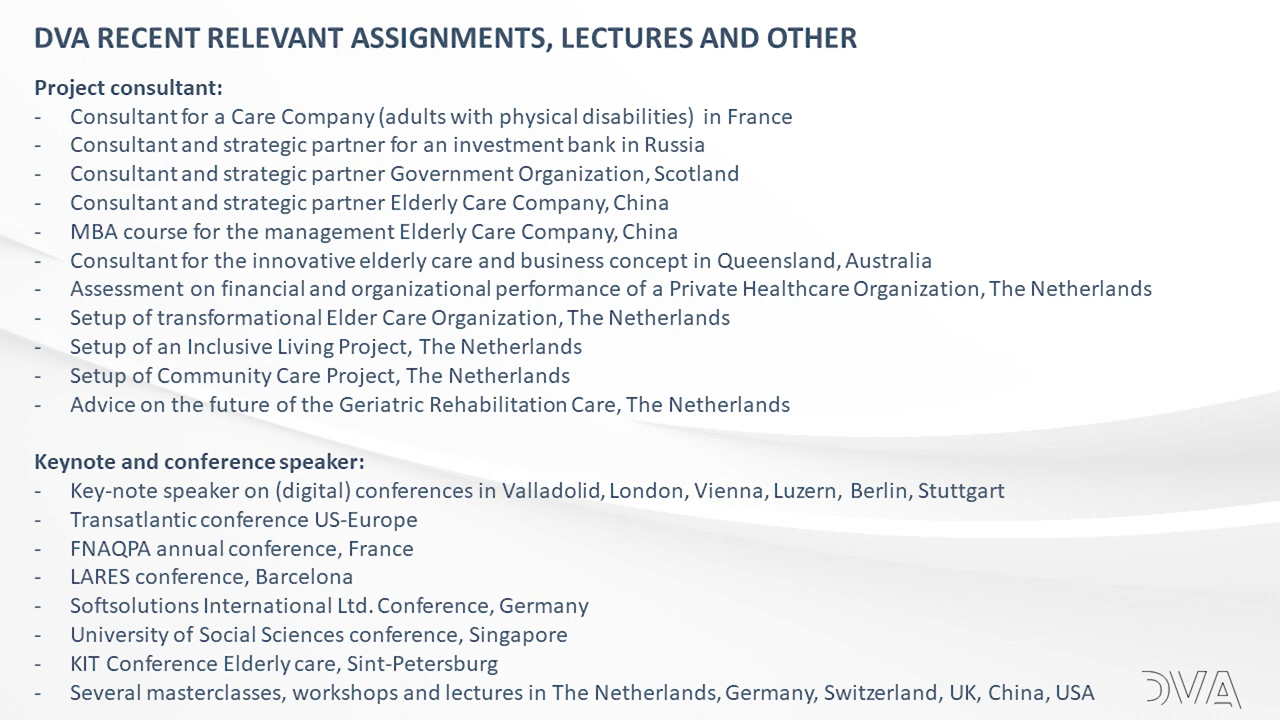 DVA RECENT RELEVANT ASSIGNMENTS, LECTURES AND OTHER
Project consultant:
- Consultant for a Care Company (adults with physical disabilities) in France
- Consultant and strategic partner for an investment bank in Russia
- Consultant and strategic partner Government Organization, Scotland
- Consultant and strategic partner Elderly Care Company, China
- MBA course for the management Elderly Care Company, China
- Consultant for the innovative elderly care and business concept in Queensland, Australia
- Assessment on financial and organizational performance of a Private Healthcare Organization, The Netherlands
- Setup of transformational Elder Care Organization, The Netherlands
- Setup of an Inclusive Living Project, The Netherlands
- Setup of Community Care Project, The Netherlands
- Advice on the future of the Geriatric Rehabilitation Care, The Netherlands
Keynote and conference speaker:
- Key-note speaker on (digital) conferences in Valladolid, London, Vienna, Luzern, Berlin, Stuttgart
- Transatlantic conference US-Europe
- FNAQPA annual conference, France
- LARES conference, Barcelona
- Softsolutions International Ltd. Conference, Germany
- University of Social Sciences conference, Singapore
- KIT Conference Elderly care, Sint-Petersburg
- Several masterclasses, workshops and lectures in The Netherlands, Germany, Switzerland, UK, China, USA
DVA